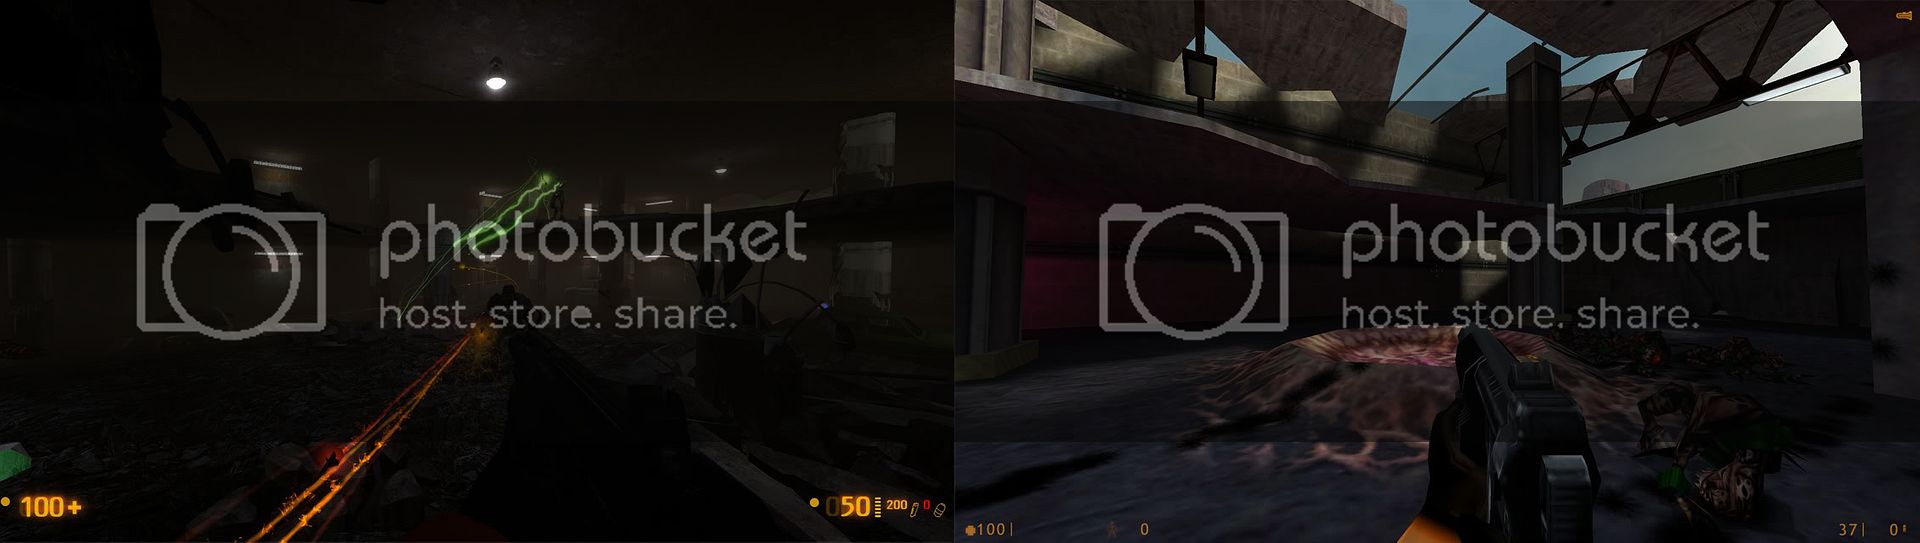 photobucket
host. store. share.
100+
050 200 0
photobucket
host. store. share.
100|
0
37| 0